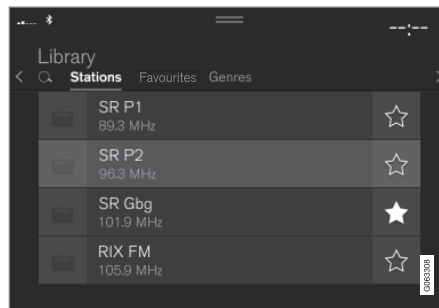 --:--
Library
Stations Favourites Genres
SR P1
89.3 MHz
SR P2
96.3 MHz
SR Gbg
101.9 MHz
RIX FM
105.9 MHz
G063308